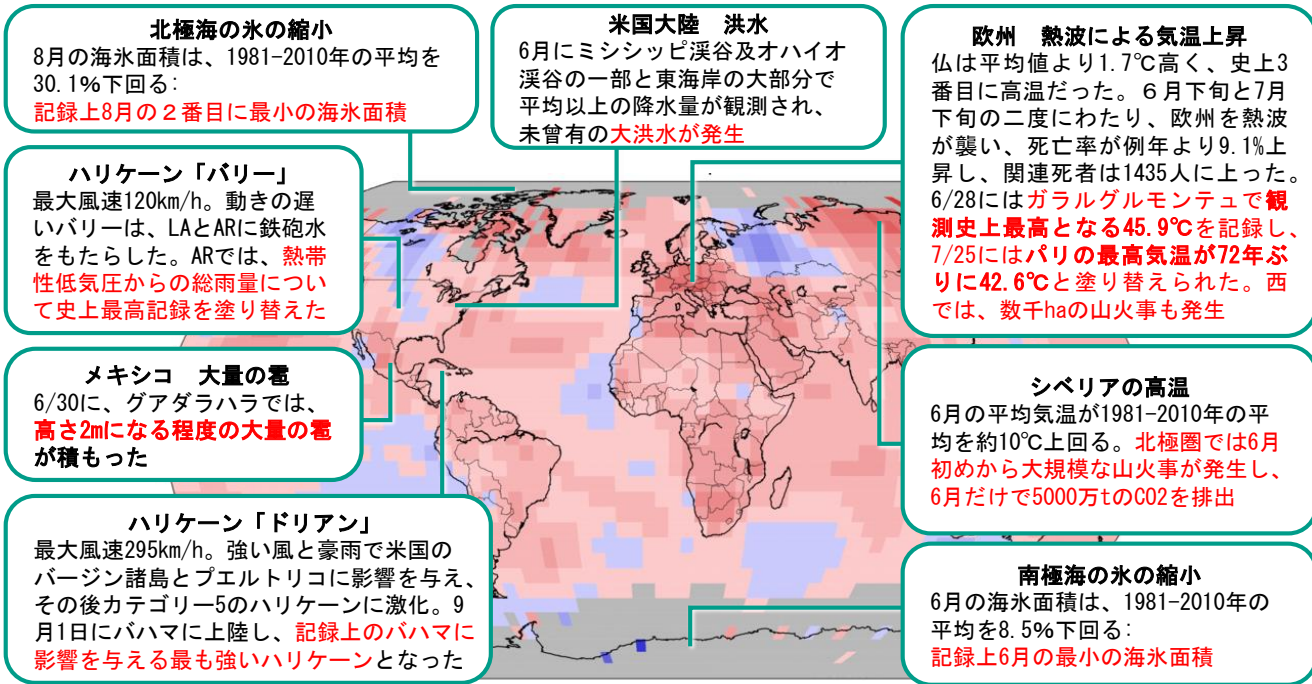 北極海の氷の縮小
8月の海氷面積は、1981-2010年の平均を
30.1%下回る:
記録上8月の２番目に最小の海氷面積
米国大陸　洪水
6月にミシシッピ渓谷及オハイオ
渓谷の一部と東海岸の大部分で
平均以上の降水量が観測され、
未曾有の大洪水が発生
欧州　熱波による気温上昇
仏は平均値より1.7℃高く、史上3
番目に高温だった。６月下旬と7月
下旬の二度にわたり、欧州を熱波
が襲い、死亡率が例年より9.1%上
昇し、関連死者は1435人に上った。
6/28にはガラルグルモンテュで観
測史上最高となる45.9℃を記録し、
7/25にはパリの最高気温が72年ぶ
りに42.6℃と塗り替えられた。西
では、数千haの山火事も発生
ハリケーン「バリー」
最大風速120km/h。動きの遅
いバリーは、LAとARに鉄砲水
をもたらした。ARでは、熱帯
性低気圧からの総雨量につい
て史上最高記録を塗り替えた
メキシコ　大量の雹
6/30に、グアダラハラでは、
高さ2mになる程度の大量の雹
が積もった
シベリアの高温
6月の平均気温が1981-2010年の平
均を約10℃上回る。北極圏では6月
初めから大規模な山火事が発生し、
6月だけで5000万tのCO2を排出
ハリケーン「ドリアン」
最大風速295km/h。強い風と豪雨で米国の
バージン諸島とプエルトリコに影響を与え、
その後カテゴリー5のハリケーンに激化。9
月1日にバハマに上陸し、記録上のバハマに
影響を与える最も強いハリケーンとなった
南極海の氷の縮小
6月の海氷面積は、1981-2010年の
平均を8.5%下回る:
記録上6月の最小の海氷面積